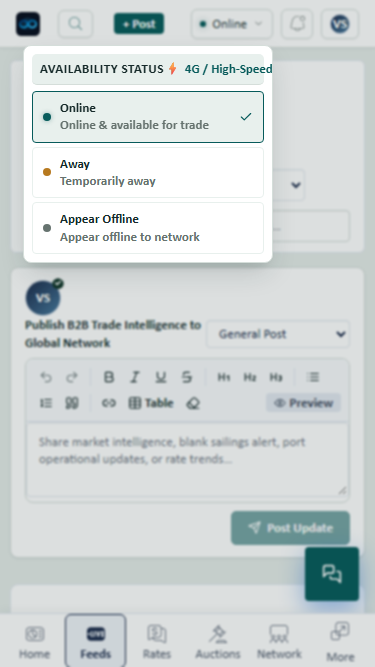 + Post
Online
VS
AVAILABILITY STATUS ⚡ 4G / High-Speed
Online
Online & available for trade
Away
Temporarily away
Appear Offline
Appear offline to network
VS
Publish B2B Trade Intelligence to
Global Network
General Post
B I U S H1 H2 H3
Table
Preview
Share market intelligence, blank sailings alert, port
operational updates, or rate trends...
Post Update
Home
LIVE
Feeds
Rates
Auctions
Network
More